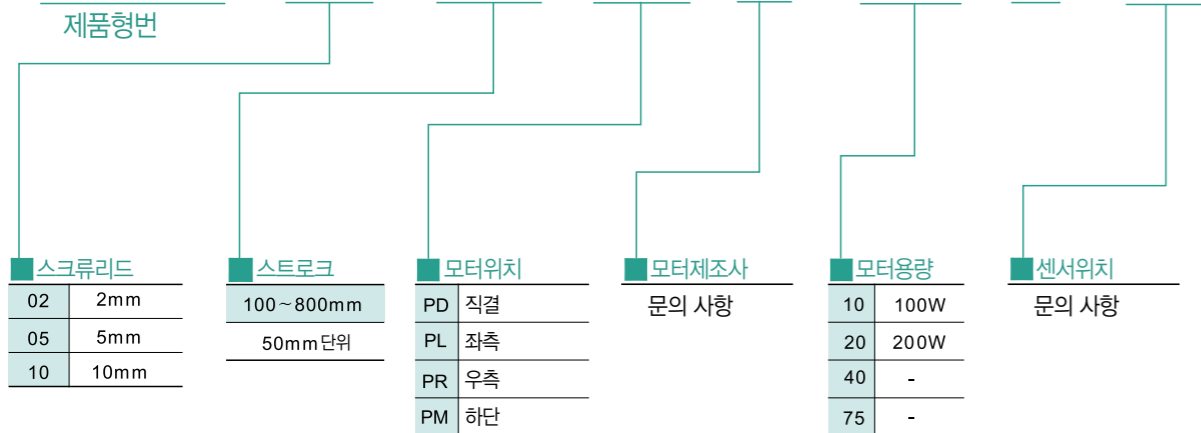 제품형번
스크류리드
02 2mm
05 5mm
10 10mm
스트로크
100~800mm
50mm단위
모터위치
PD 직결
PL 좌측
PR 우측
PM 하단
모터제조사
문의 사항
모터용량
10 100W
20 200W
40 -
75 -
센서위치
문의 사항